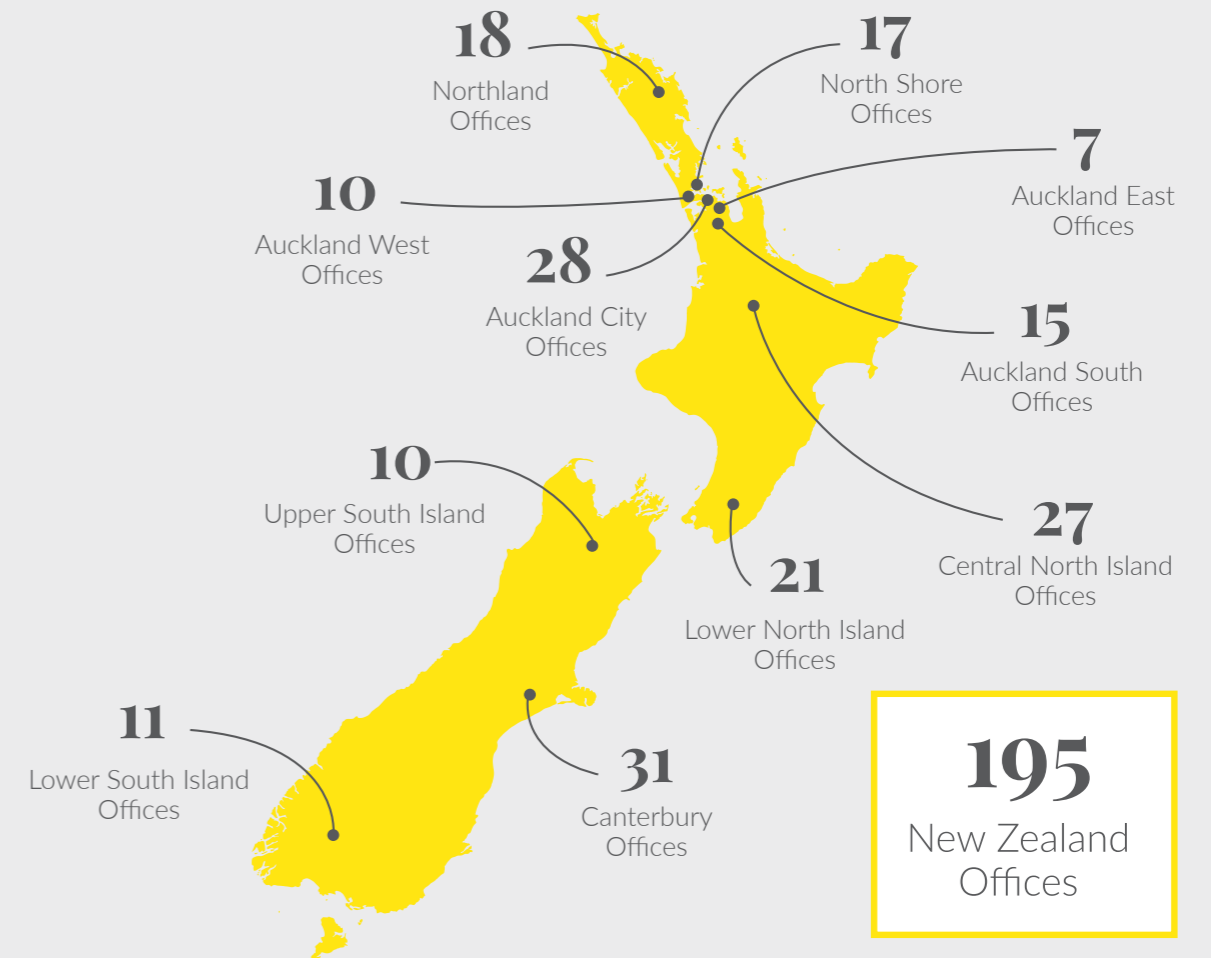 18
Northland
Offices
17
North Shore
Offices
7
Auckland East
Offices
10
Auckland West
Offices
28
Auckland City
Offices
15
Auckland South
Offices
10
Upper South Island
Offices
27
Central North Island
Offices
21
Lower North Island
Offices
11
Lower South Island
Offices
31
Canterbury
Offices
195
New Zealand
Offices